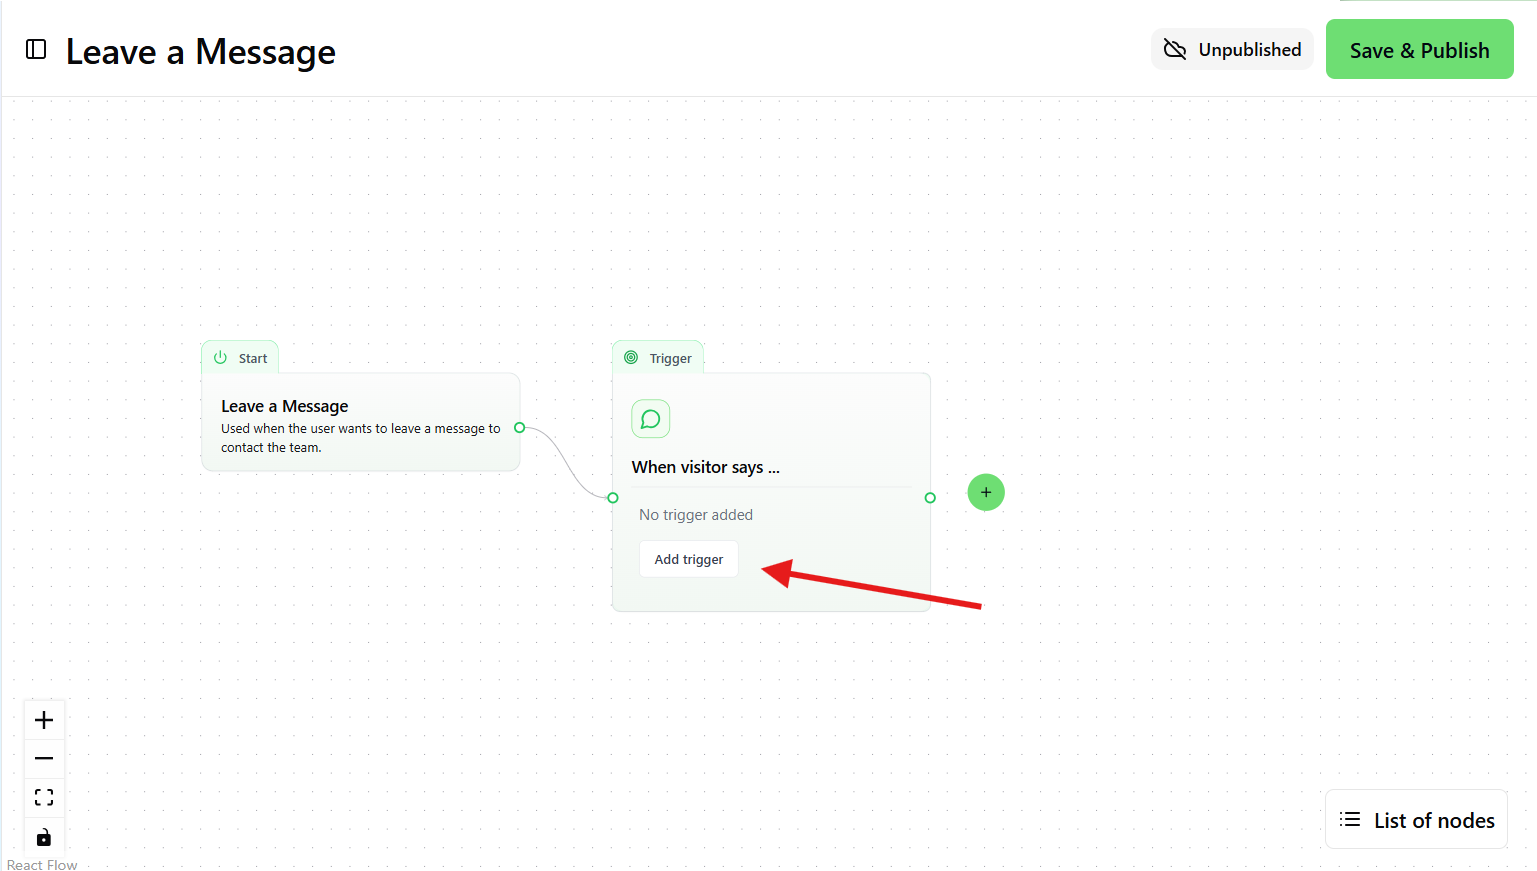 Leave a Message
Unpublished
Save & Publish
Start
Leave a Message
Used when the user wants to leave a message to
contact the team.
Trigger
When visitor says ...
No trigger added
Add trigger
List of nodes
React Flow